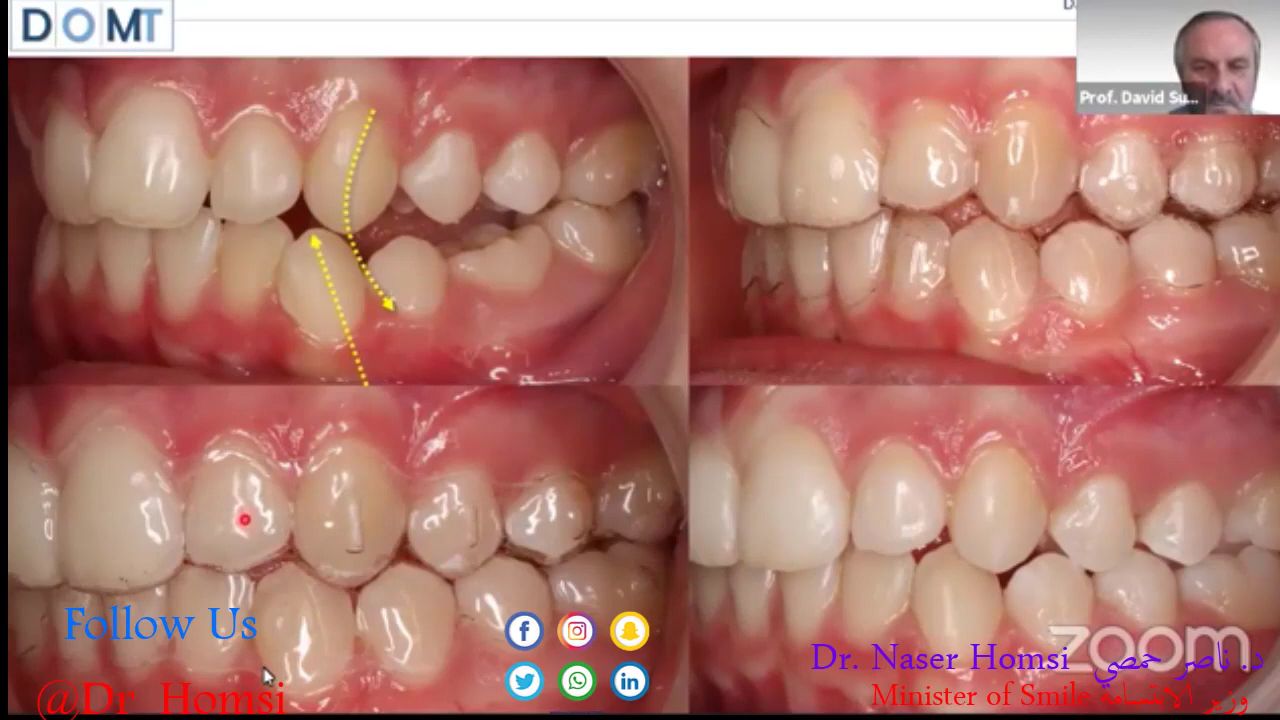 DOMT
Prof. David Su...
Follow Us
@Dr_Homsi
zoom
Dr. Naser Homsi د. ناصر حمصي
Minister of Smile وزير الابتسامة